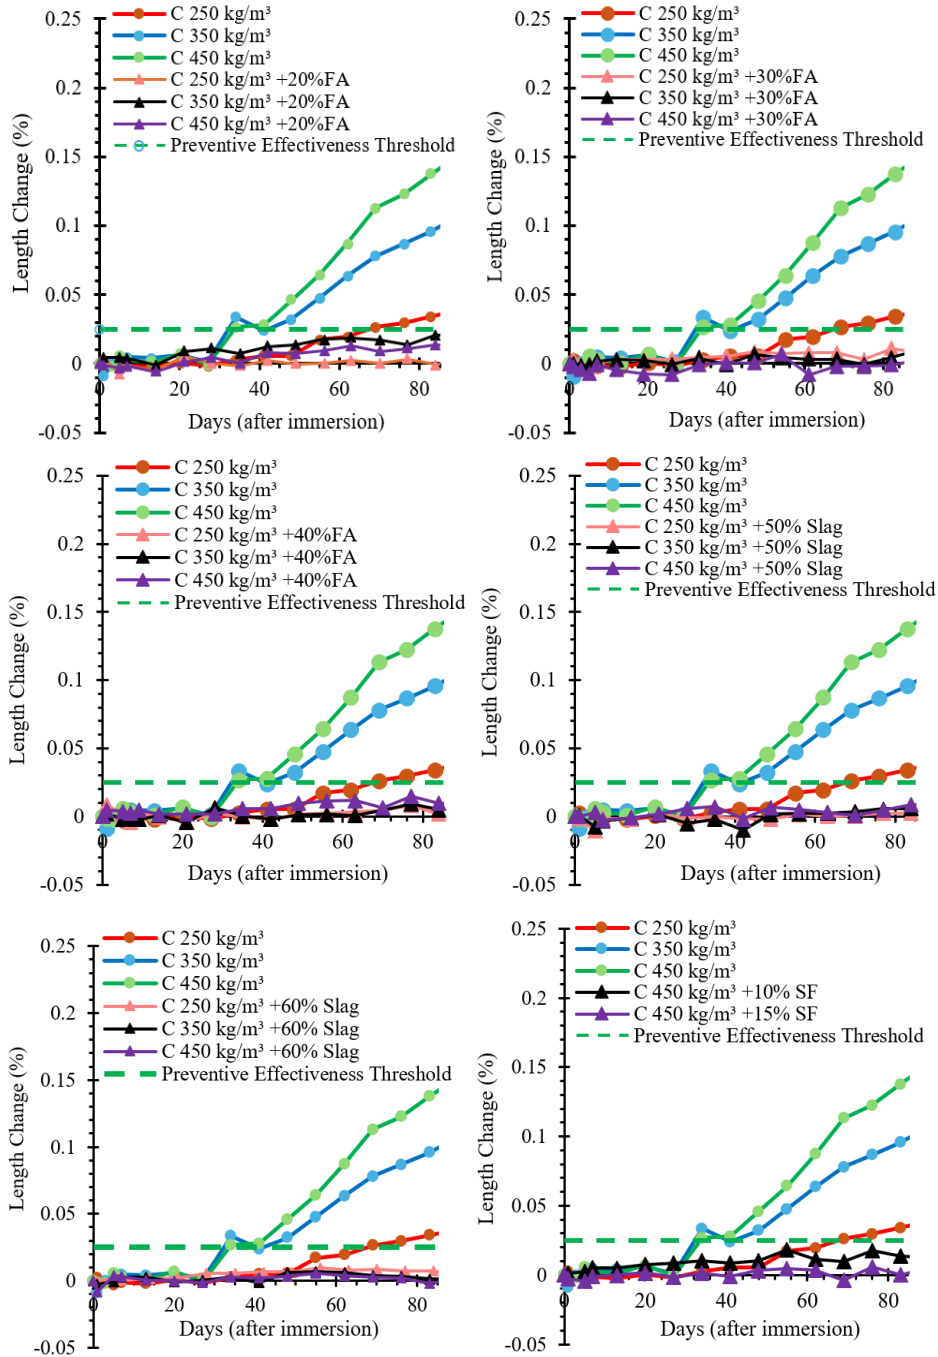 C 250 kg/m³
C 350 kg/m³
C 450 kg/m³
C 250 kg/m³ +20%FA
C 350 kg/m³ +20%FA
C 450 kg/m³ +20%FA
Preventive Effectiveness Threshold
0.25
0.2
0.15
0.1
0.05
0
-0.05
Length Change (%)
0
20
40
60
80
Days (after immersion)
C 250 kg/m³
C 350 kg/m³
C 450 kg/m³
C 250 kg/m³ +30%FA
C 350 kg/m³ +30%FA
C 450 kg/m³ +30%FA
Preventive Effectiveness Threshold
0.25
0.2
0.15
0.1
0.05
0
-0.05
Length Change (%)
0
20
40
60
80
Days (after immersion)
C 250 kg/m³
C 350 kg/m³
C 450 kg/m³
C 250 kg/m³ +40%FA
C 350 kg/m³ +40%FA
C 450 kg/m³ +40%FA
Preventive Effectiveness Threshold
0.25
0.2
0.15
0.1
0.05
0
-0.05
Length Change (%)
0
20
40
60
80
Days (after immersion)
C 250 kg/m³
C 350 kg/m³
C 450 kg/m³
C 250 kg/m³ +50% Slag
C 350 kg/m³ +50% Slag
C 450 kg/m³ +50% Slag
Preventive Effectiveness Threshold
0.25
0.2
0.15
0.1
0.05
0
-0.05
Length Change (%)
0
20
40
60
80
Days (after immersion)
C 250 kg/m³
C 350 kg/m³
C 450 kg/m³
C 250 kg/m³ +60% Slag
C 350 kg/m³ +60% Slag
C 450 kg/m³ +60% Slag
Preventive Effectiveness Threshold
0.25
0.2
0.15
0.1
0.05
0
-0.05
Length Change (%)
0
20
40
60
80
Days (after immersion)
C 250 kg/m³
C 350 kg/m³
C 450 kg/m³
C 450 kg/m³ +10% SF
C 450 kg/m³ +15% SF
Preventive Effectiveness Threshold
0.25
0.2
0.15
0.1
0.05
0
-0.05
Length Change (%)
0
20
40
60
80
Days (after immersion)